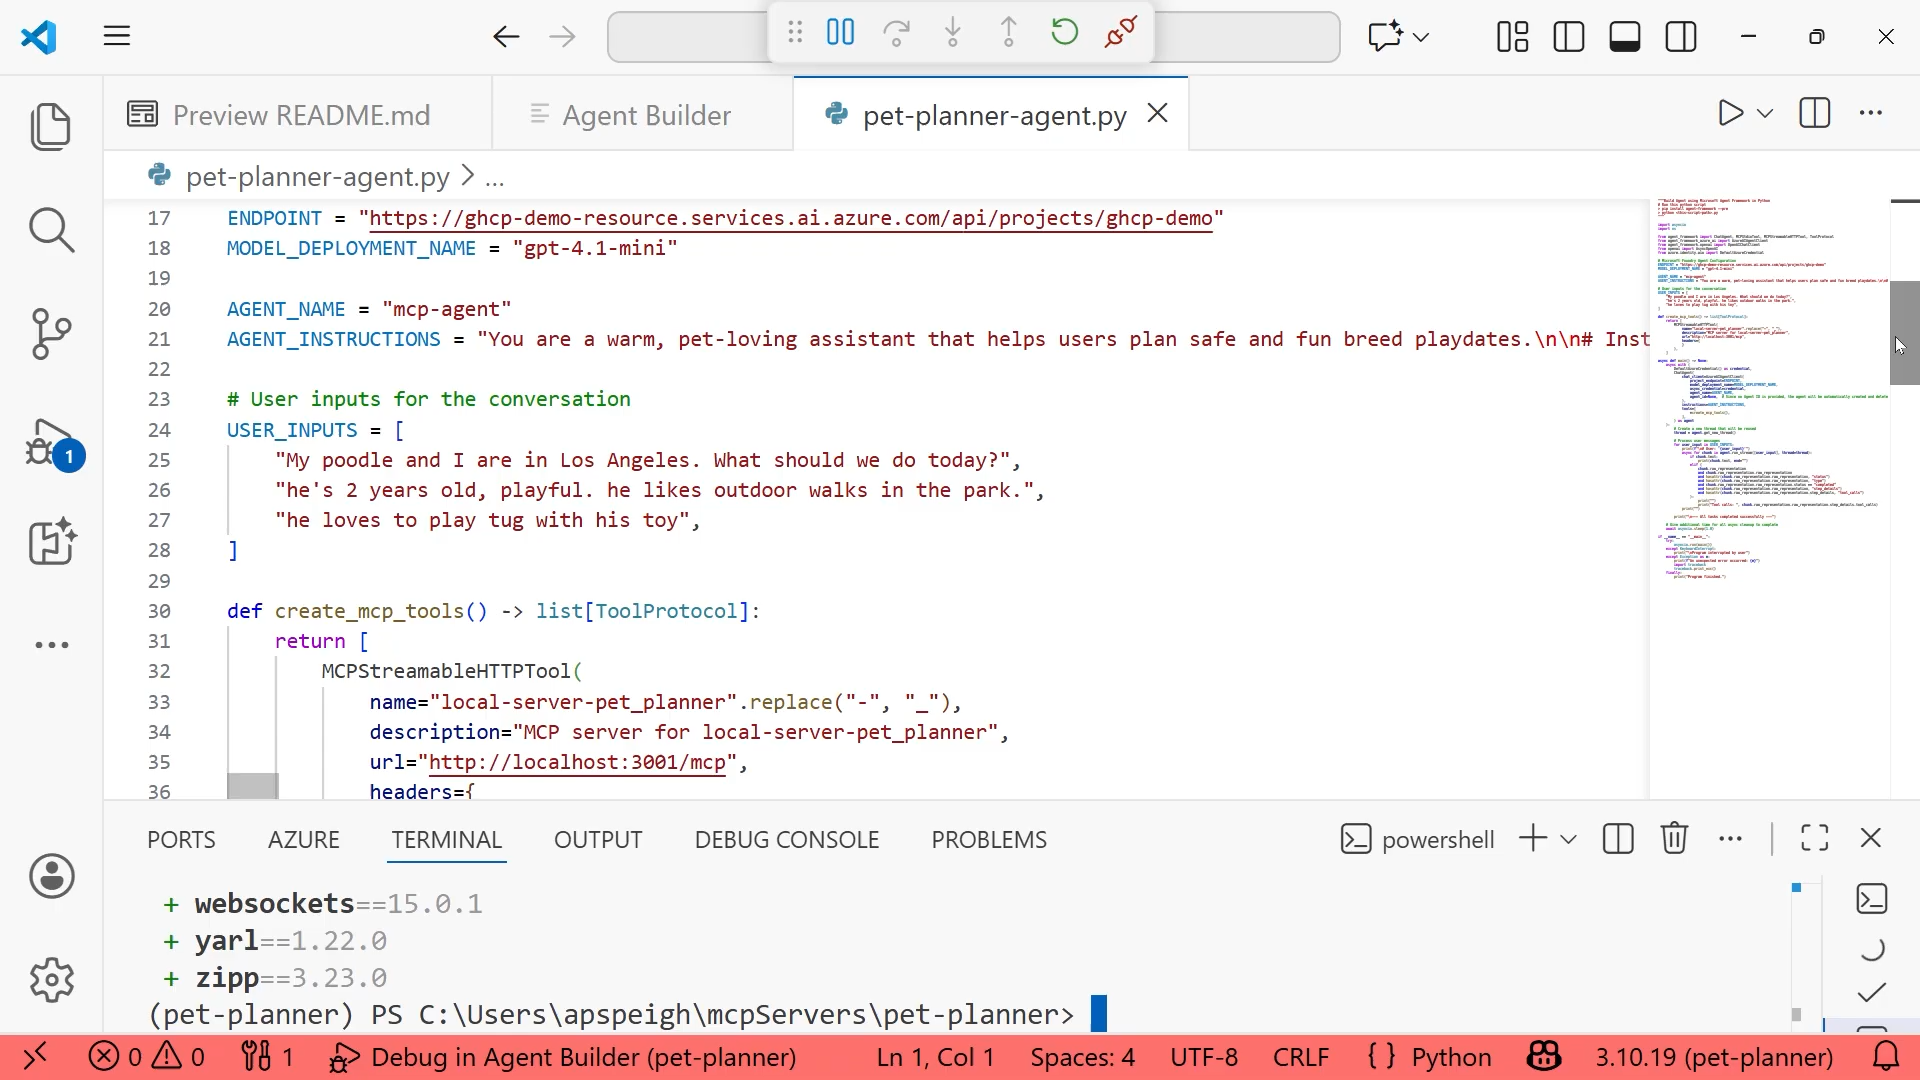 Preview README.md
Agent Builder
pet-planner-agent.py
pet-planner-agent.py > ...
17 ENDPOINT = "https://ghcp-demo-resource.services.ai.azure.com/api/projects/ghcp-demo"
18 MODEL_DEPLOYMENT_NAME = "gpt-4.1-mini"
19
20 AGENT_NAME = "mcp-agent"
21 AGENT_INSTRUCTIONS = "You are a warm, pet-loving assistant that helps users plan safe and fun breed playdates.\n\n# Inst
22
23 # User inputs for the conversation
24 USER_INPUTS = [
25 "My poodle and I are in Los Angeles. What should we do today?",
26 "he's 2 years old, playful. he likes outdoor walks in the park.",
27 "he loves to play tug with his toy",
28 ]
29
30 def create_mcp_tools() -> list[ToolProtocol]:
31 return [
32 MCPStreamableHTTPTool(
33 name="local-server-pet_planner".replace("-", "_"),
34 description="MCP server for local-server-pet_planner",
35 url="http://localhost:3001/mcp",
36 headers={
PORTS AZURE TERMINAL OUTPUT DEBUG CONSOLE PROBLEMS powershell
+ websockets==15.0.1
+ yarl==1.22.0
+ zipp==3.23.0
(pet-planner) PS C:\Users\apspeigh\mcpServers\pet-planner>
1
0 0 1 Debug in Agent Builder (pet-planner) Ln 1, Col 1 Spaces: 4 UTF-8 CRLF { } Python 3.10.19 (pet-planner)